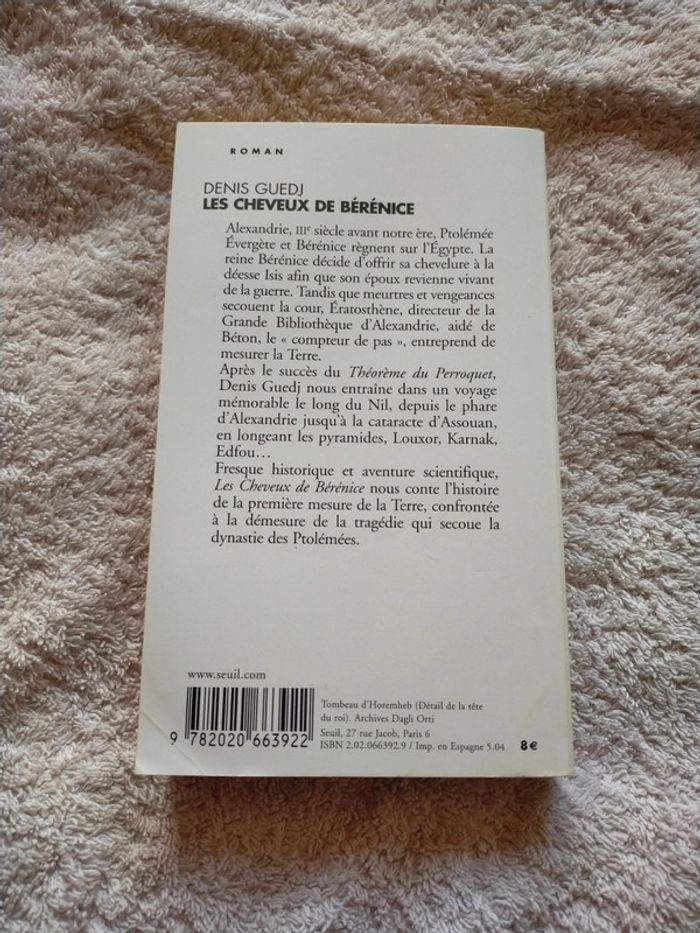 ROMAN
DENIS GUEDJ
LES CHEVEUX DE BÉRÉNICE
Alexandrie, IIIe siècle avant notre ère, Ptolémée
Évergète et Bérénice règnent sur l'Égypte. La
reine Bérénice décide d'offrir sa chevelure à la
déesse Isis afin que son époux revienne vivant
de la guerre. Tandis que meurtres et vengeances
secouent la cour, Ératosthène, directeur de la
Grande Bibliothèque d'Alexandrie, aidé de
Béton, le « compteur de pas », entreprend de
mesurer la Terre.
Après le succès du Théorème du Perroquet,
Denis Guedj nous entraîne dans un voyage
mémorable le long du Nil, depuis le phare
d'Alexandrie jusqu'à la cataracte d'Assouan,
en longeant les pyramides, Louxor, Karnak,
Edfou…
Fresque historique et aventure scientifique,
Les Cheveux de Bérénice nous conte l'histoire
de la première mesure de la Terre, confrontée
à la démesure de la tragédie qui secoue la
dynastie des Ptolémées.
www.seuil.com
Tombeau d'Horemheb (Détail de la tête
du roi). Archives Dagli Orti
Seuil, 27 rue Jacob, Paris 6
ISBN 2.02.066392.9 / Imp. en Espagne 5.04
8 €
9 782020 663922